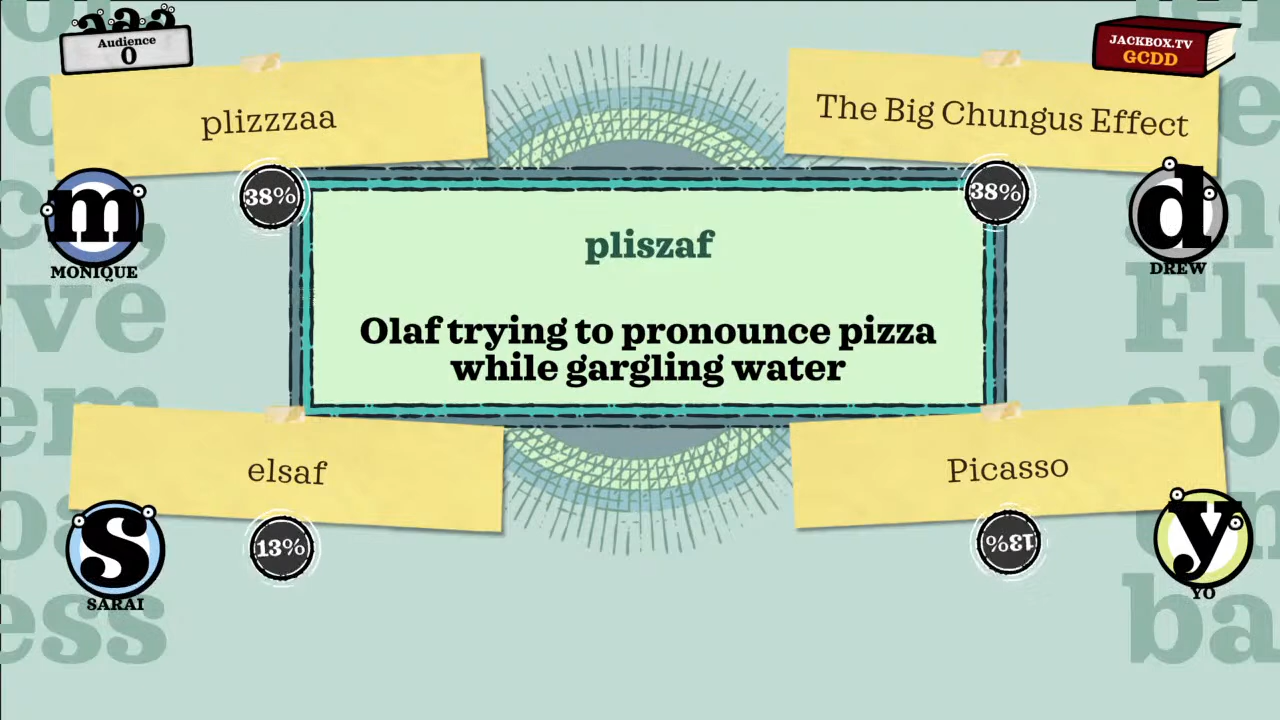 Audience
0
JACKBOX.TV
GCDD
plizzzaa
The Big Chungus Effect
38%
38%
m
MONIQUE
d
DREW
pliszaf
Olaf trying to pronounce pizza
while gargling water
elsaf
Picasso
13%
13%
s
SARAI
y
YO